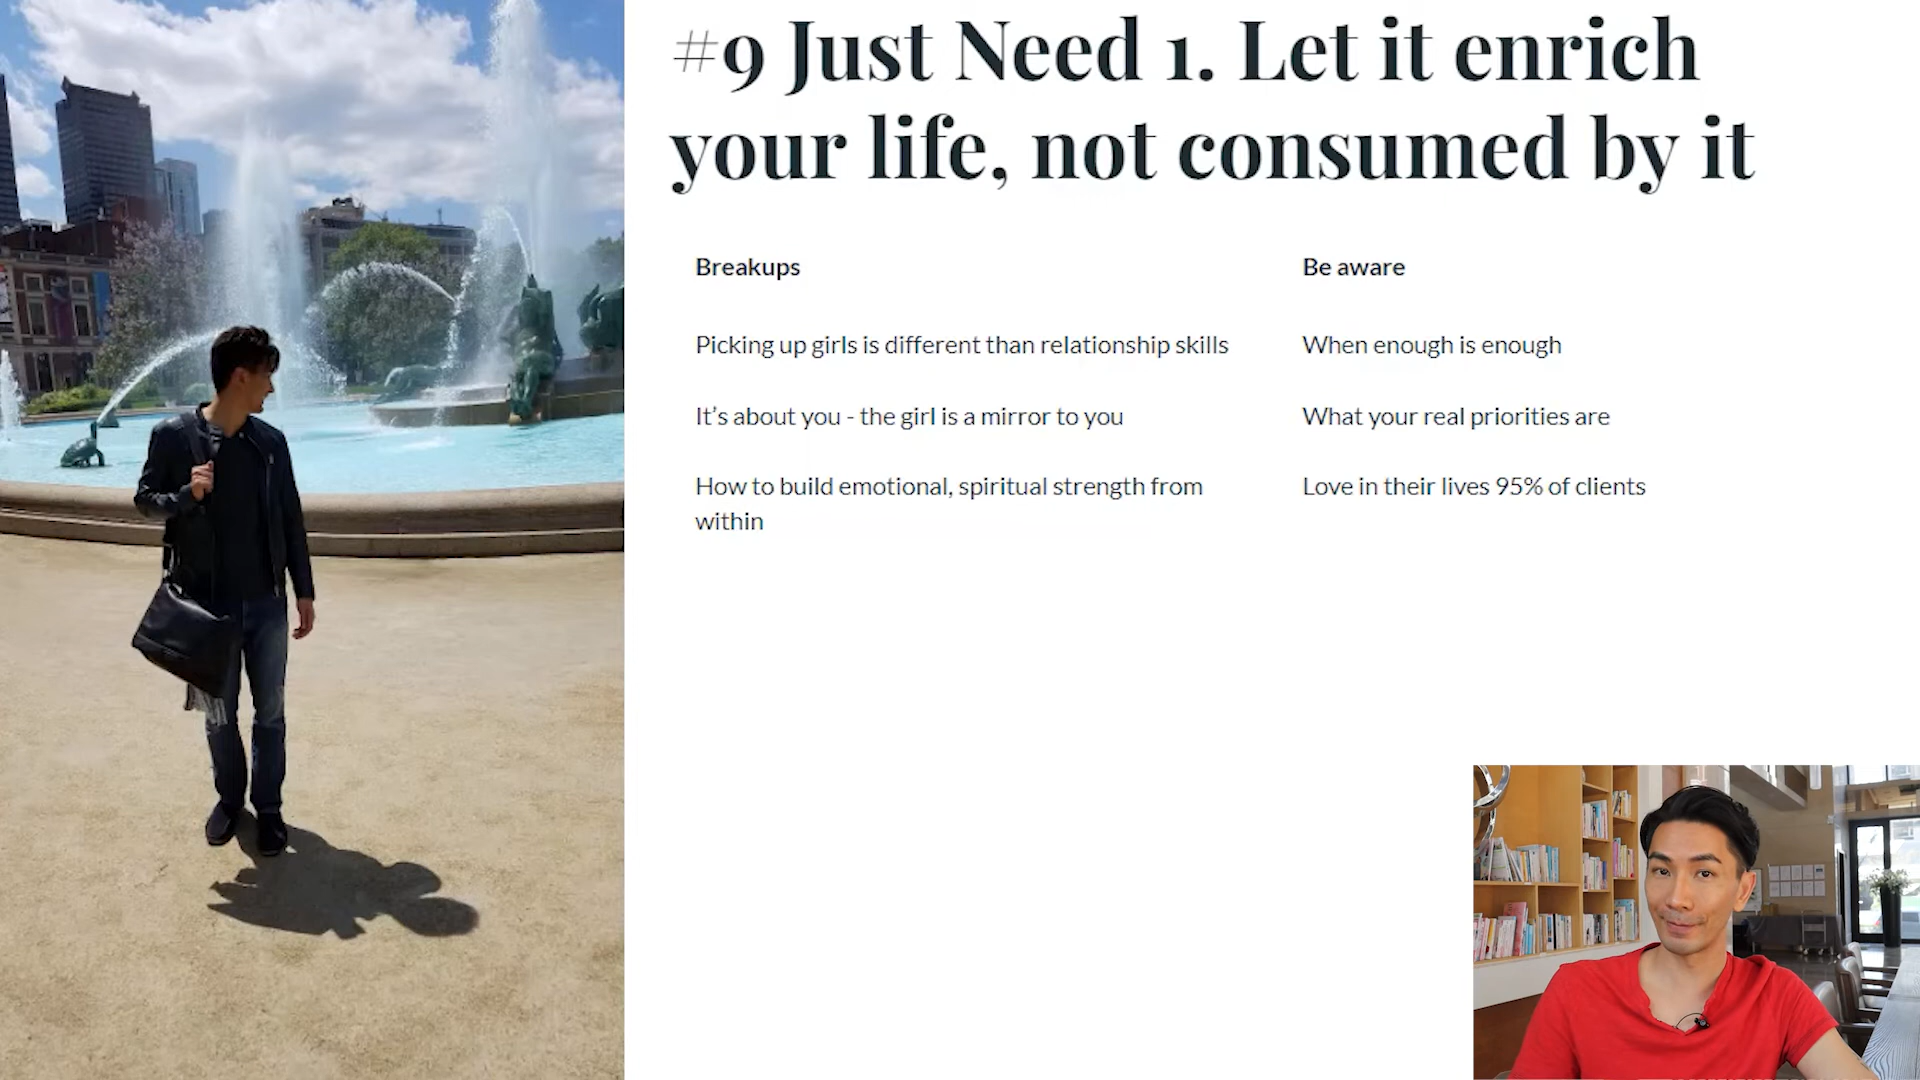 #9 Just Need 1. Let it enrich
your life, not consumed by it
Breakups
Picking up girls is different than relationship skills
It's about you - the girl is a mirror to you
How to build emotional, spiritual strength from
within
Be aware
When enough is enough
What your real priorities are
Love in their lives 95% of clients